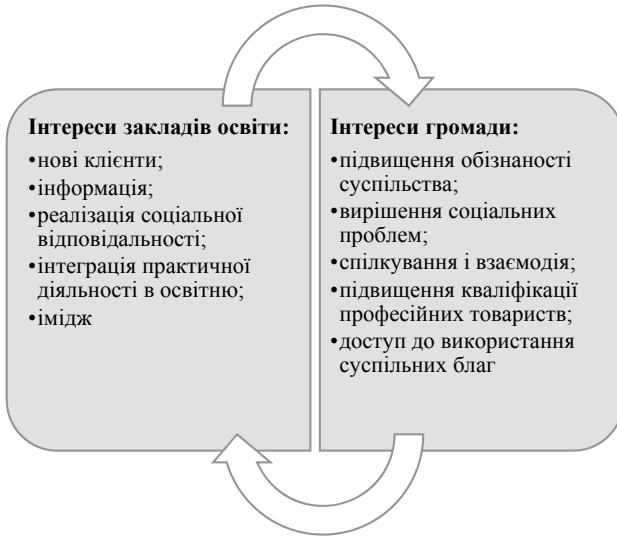 Інтереси закладів освіти:
•нові клієнти;
•інформація;
•реалізація соціальної
відповідальності;
•інтеграція практичної
діяльності в освітню;
•імідж
Інтереси громади:
•підвищення обізнаності
суспільства;
•вирішення соціальних
проблем;
•спілкування і взаємодія;
•підвищення кваліфікації
професійних товариств;
•доступ до використання
суспільних благ